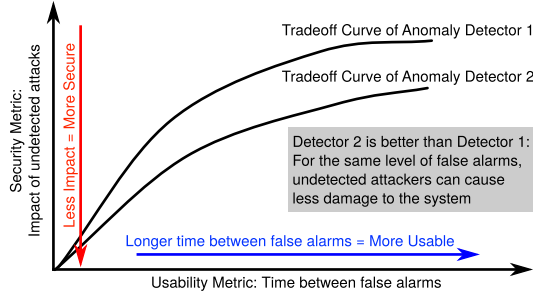 Tradeoff Curve of Anomaly Detector 1
Tradeoff Curve of Anomaly Detector 2
Security Metric:
Impact of undetected attacks
Less Impact = More Secure
Detector 2 is better than Detector 1:
For the same level of false alarms,
undetected attackers can cause
less damage to the system
Longer time between false alarms = More Usable
Usability Metric: Time between false alarms